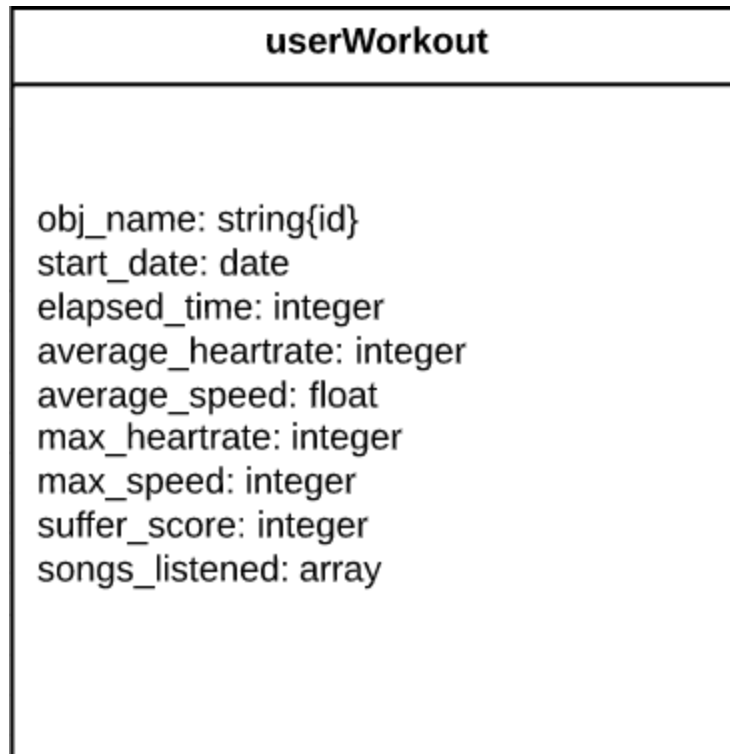 userWorkout
obj_name: string{id}
start_date: date
elapsed_time: integer
average_heartrate: integer
average_speed: float
max_heartrate: integer
max_speed: integer
suffer_score: integer
songs_listened: array